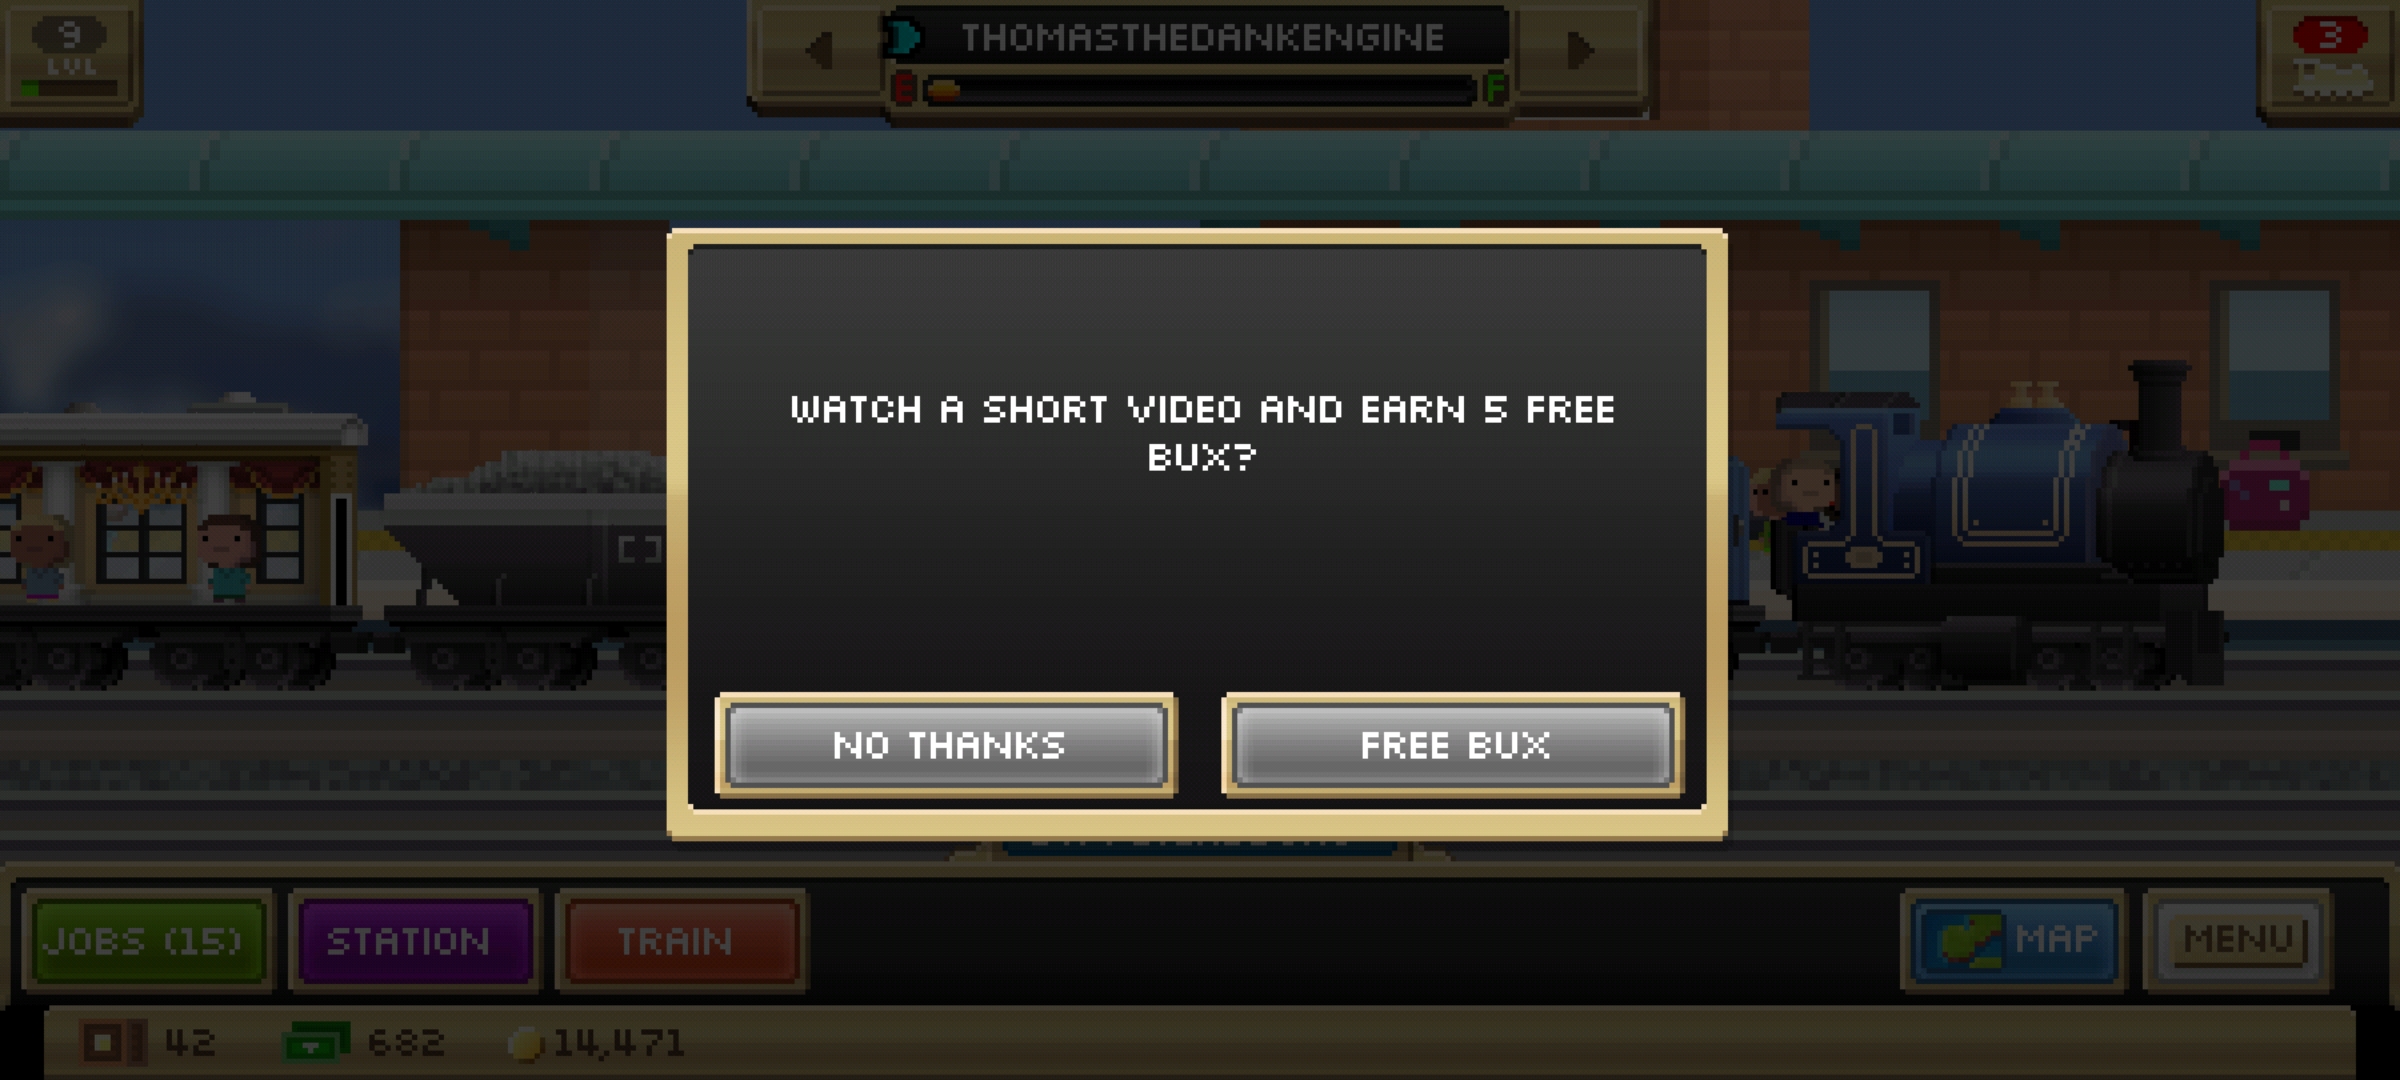 9
LVL
THOMASTHEDANKENGINE
E F
3
WATCH A SHORT VIDEO AND EARN 5 FREE
BUX?
NO THANKS
FREE BUX
JOBS (15)
STATION
TRAIN
MAP
MENU
42
682
14,471